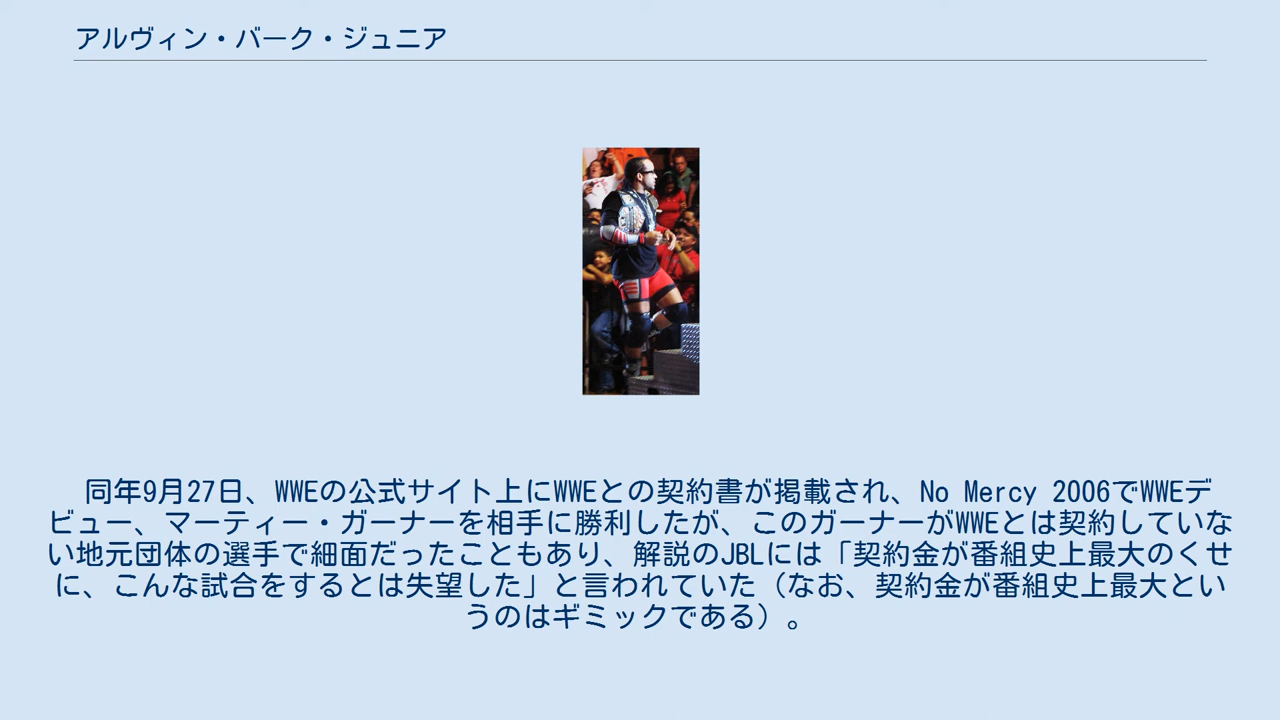 アルヴィン・バーク・ジュニア
同年9月27日、WWEの公式サイト上にWWEとの契約書が掲載され、No Mercy 2006でWWEデ
ビュー、マーティー・ガーナーを相手に勝利したが、このガーナーがWWEとは契約していな
い地元団体の選手で細面だったこともあり、解説のJBLには「契約金が番組史上最大のくせ
に、こんな試合をするとは失望した」と言われていた（なお、契約金が番組史上最大とい
うのはギミックである）。